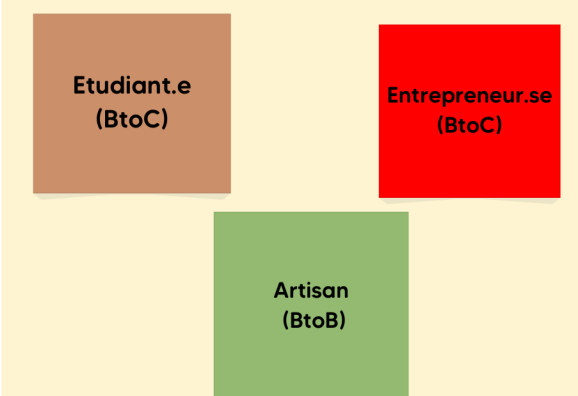 Etudiant.e
(BtoC)
Entrepreneur.se
(BtoC)
Artisan
(BtoB)